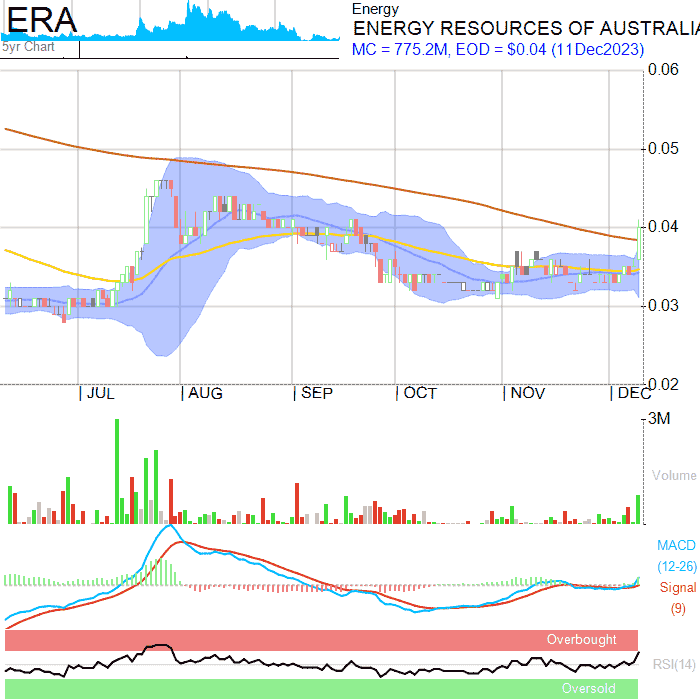 ERA
5yr Chart
Energy
ENERGY RESOURCES OF AUSTRALIA
MC = 775.2M, EOD = $0.04 (11Dec2023)
0.06
0.05
0.04
0.03
0.02
JUL AUG SEP OCT NOV DEC
3M
Volume
MACD
(12-26)
Signal
(9)
Overbought
RSI(14)
Oversold